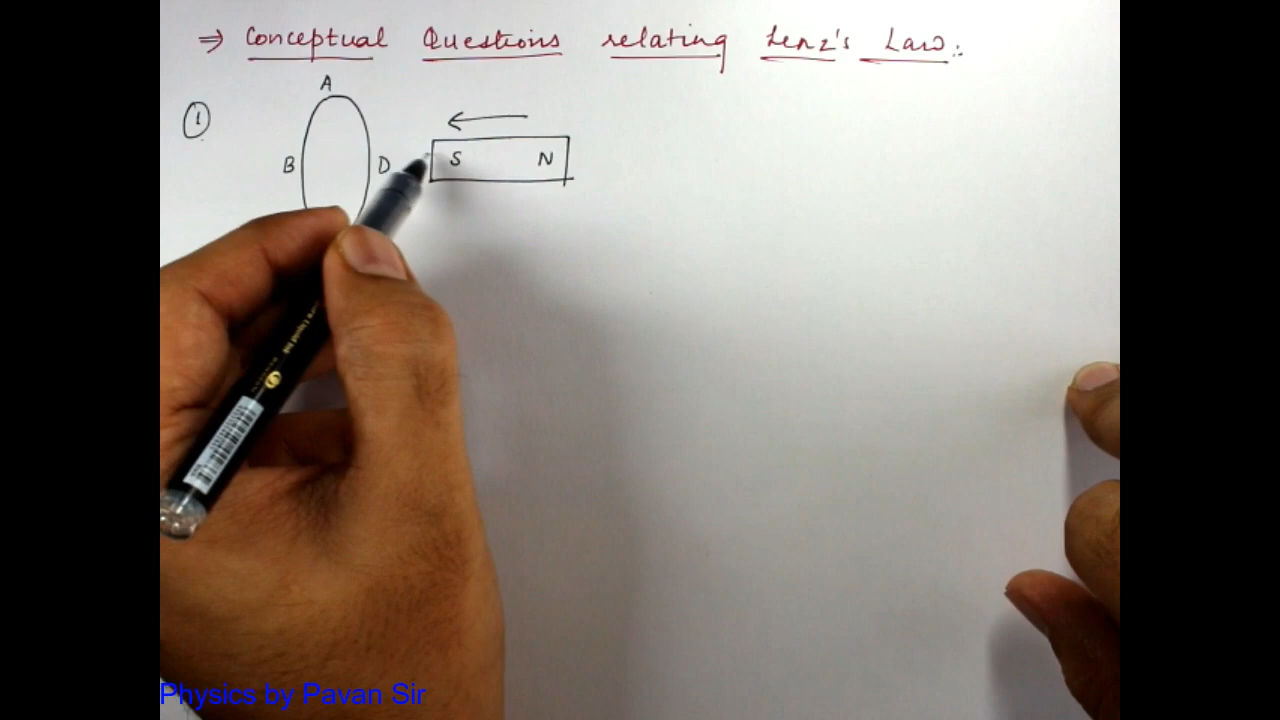 ⇒ Conceptual Questions relating Lenz's Law:
①
A
B D
S N
Physics by Pavan Sir